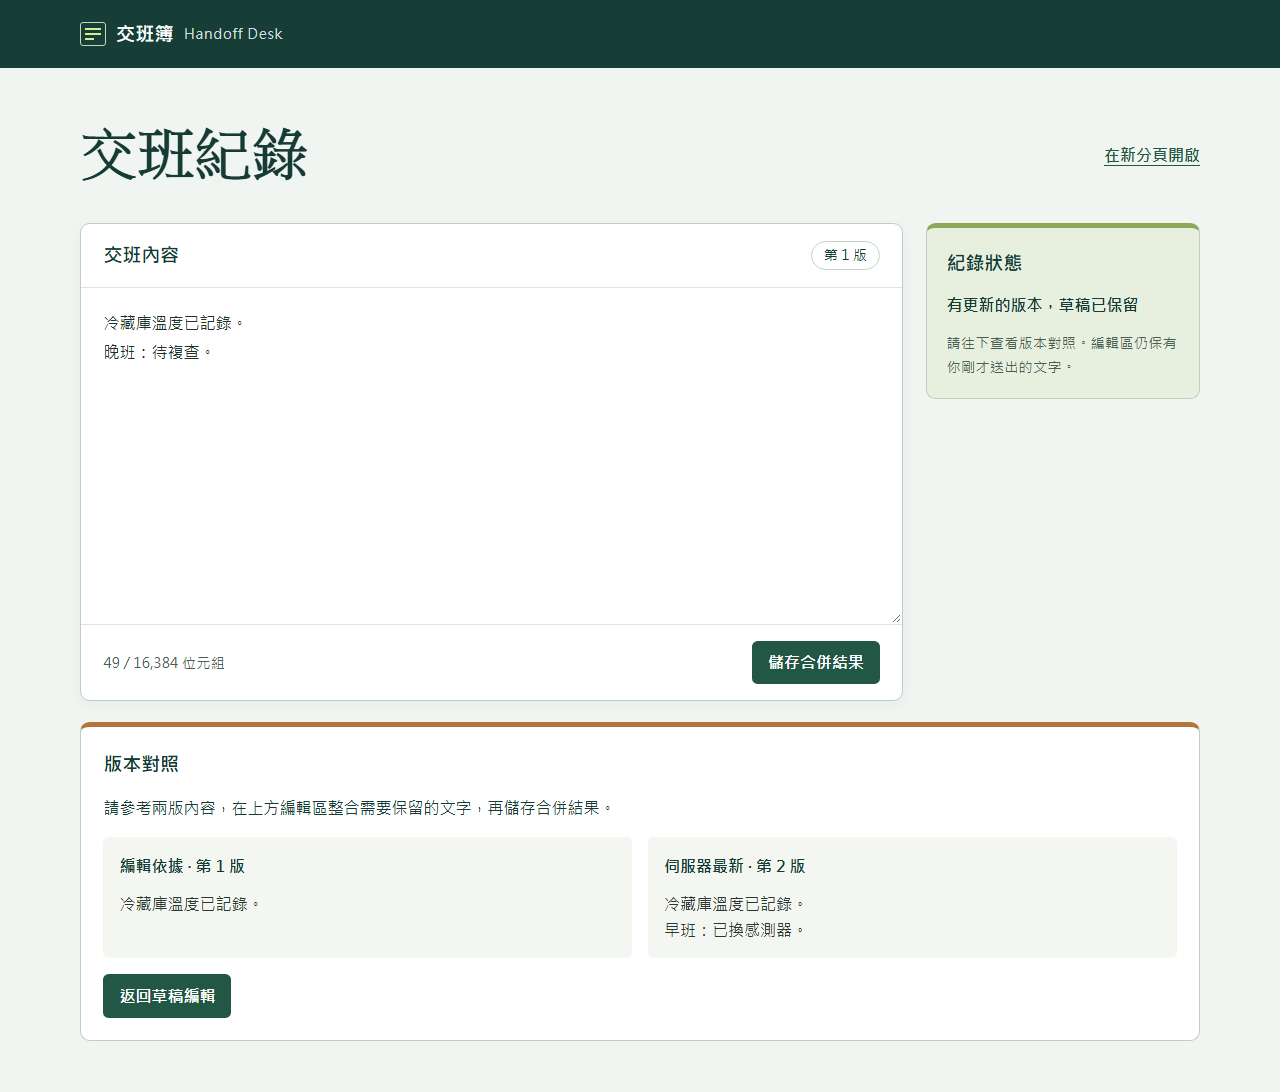 交班簿 Handoff Desk
交班紀錄
在新分頁開啟
交班內容
第 1 版
冷藏庫溫度已記錄。
晚班：待複查。
49 / 16,384 位元組
儲存合併結果
紀錄狀態
有更新的版本，草稿已保留
請往下查看版本對照。編輯區仍保有
你剛才送出的文字。
版本對照
請參考兩版內容，在上方編輯區整合需要保留的文字，再儲存合併結果。
編輯依據 · 第 1 版
冷藏庫溫度已記錄。
伺服器最新 · 第 2 版
冷藏庫溫度已記錄。
早班：已換感測器。
返回草稿編輯